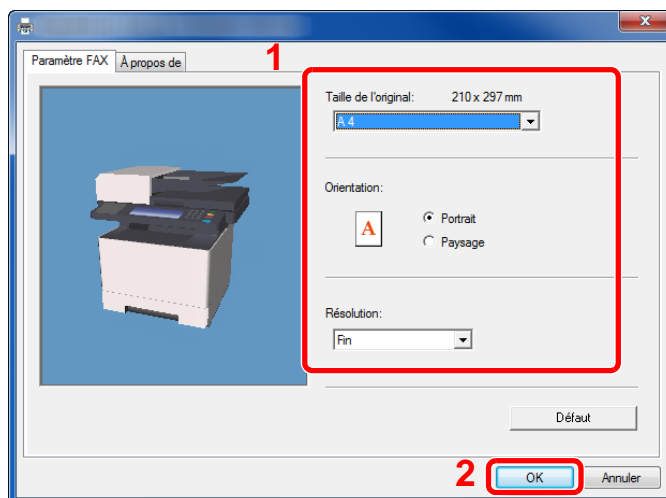 Paramètre FAX
À propos de
1
Taille de l'original: 210 x 297 mm
A 4
Orientation:
A
Portrait
Paysage
Résolution:
Fin
Défaut
2
OK
Annuler